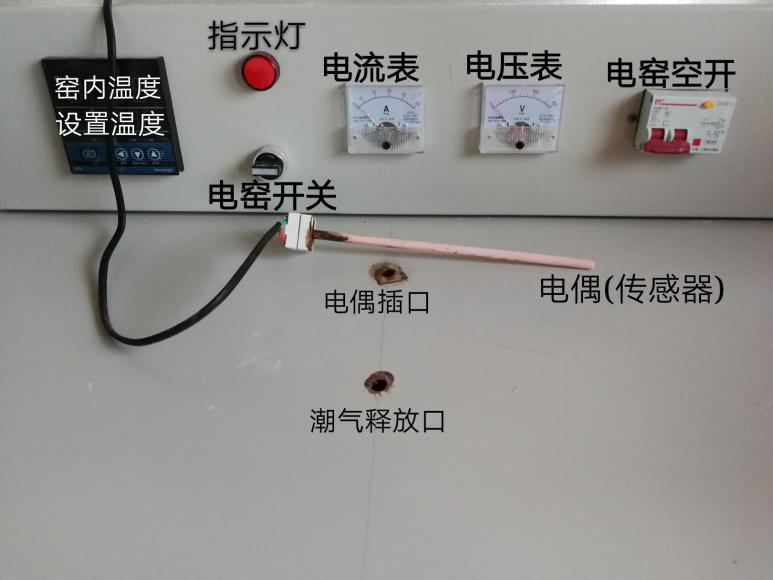 指示灯
电流表
电压表
电窑空开
窑内温度
设置温度
A
V
电窑开关
电偶(传感器)
电偶插口
潮气释放口